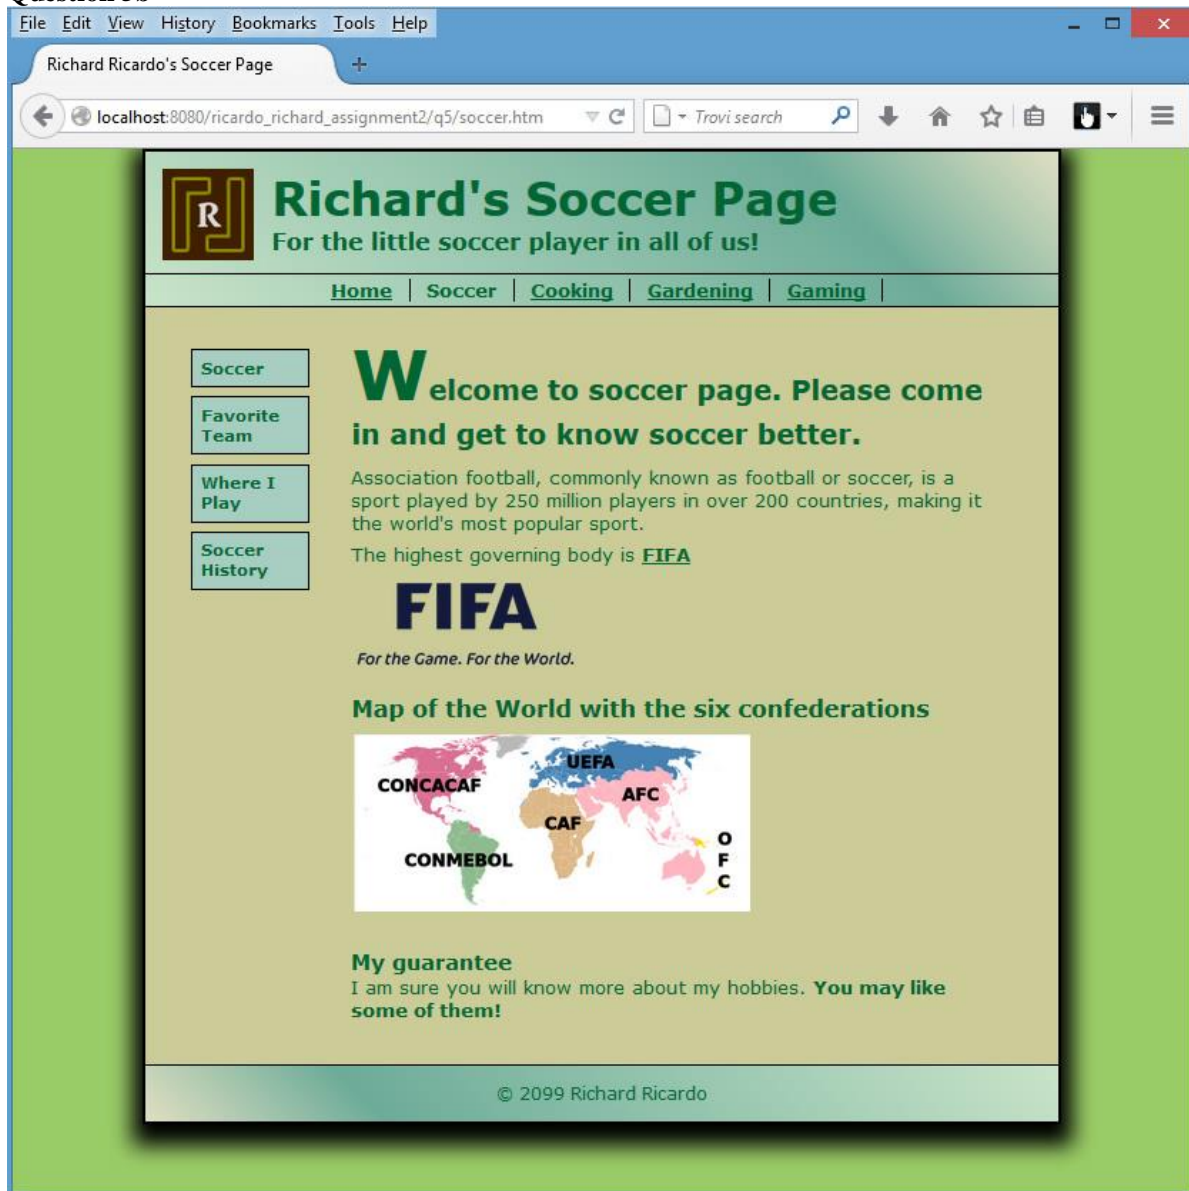 File Edit View History Bookmarks Tools Help
Richard Ricardo's Soccer Page
localhost:8080/ricardo_richard_assignment2/q5/soccer.htm Trovi search
R
Richard's Soccer Page
For the little soccer player in all of us!
Home Soccer Cooking Gardening Gaming
Soccer
Favorite
Team
Where I
Play
Soccer
History
Welcome to soccer page. Please come
in and get to know soccer better.
Association football, commonly known as football or soccer, is a
sport played by 250 million players in over 200 countries, making it
the world's most popular sport.
The highest governing body is FIFA
FIFA
For the Game. For the World.
Map of the World with the six confederations
UEFA
CONCACAF
AFC
CAF
CONMEBOL
O
F
C
My guarantee
I am sure you will know more about my hobbies. You may like
some of them!
© 2099 Richard Ricardo